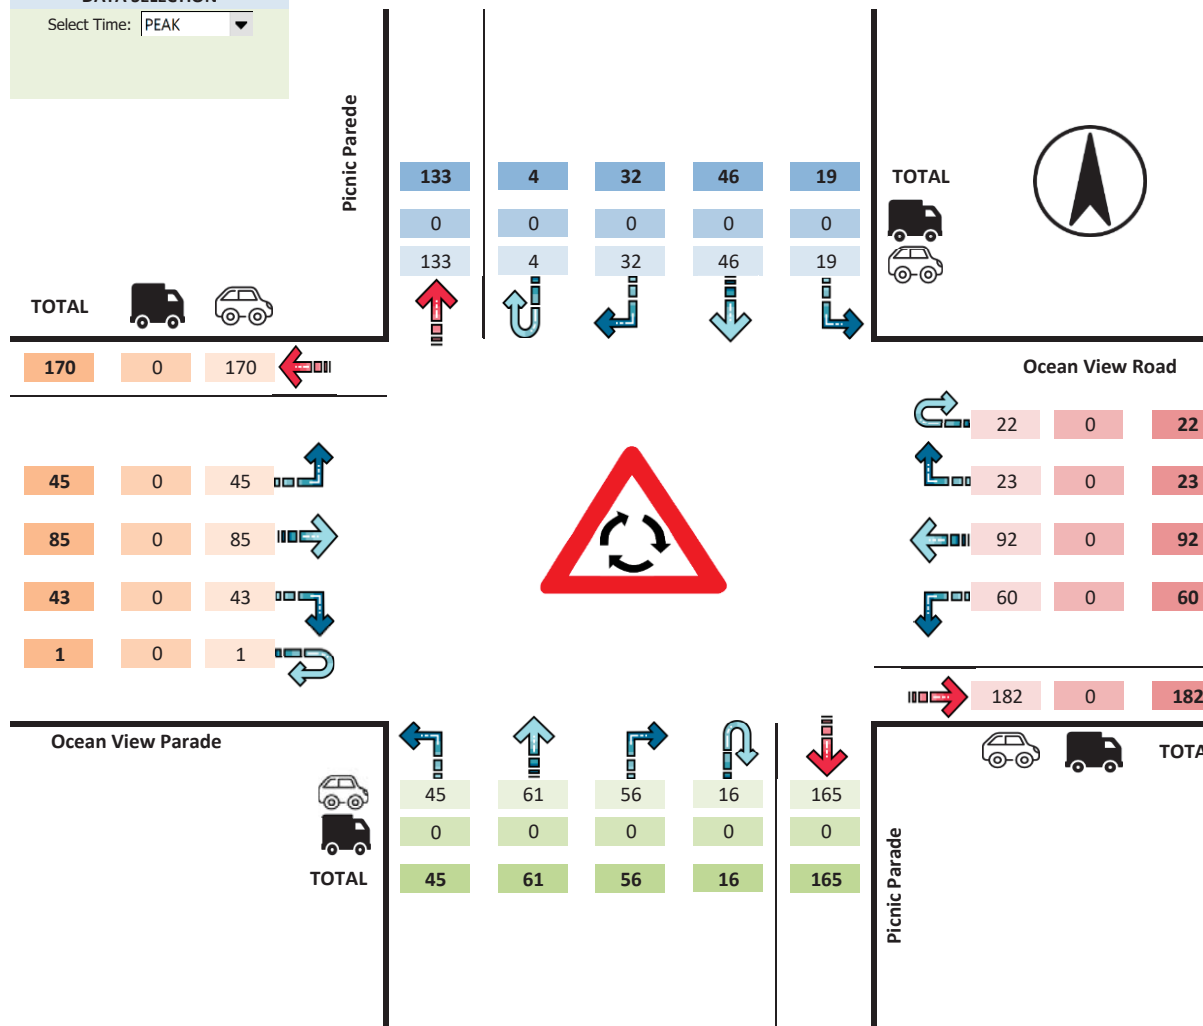 DATA SELECTION
Select Time: PEAK
Picnic Parede
133 4 32 46 19 TOTAL
0 0 0 0 0
133 4 32 46 19
TOTAL
170 0 170
Ocean View Road
22 0 22
45 0 45
23 0 23
85 0 85
92 0 92
43 0 43
60 0 60
1 0 1
182 0 182
Ocean View Parade
TOTA
45 61 56 16 165
0 0 0 0 0
TOTAL 45 61 56 16 165
Picnic Parade